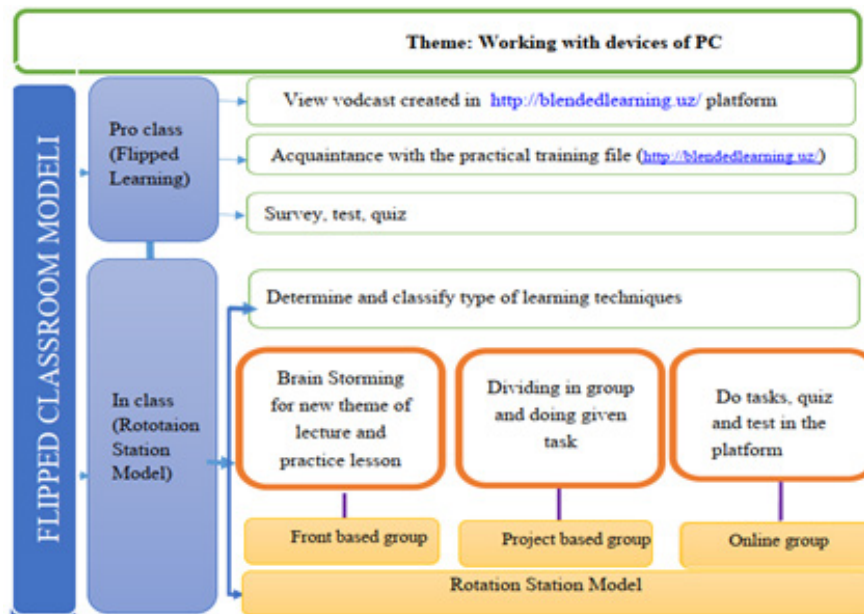 Theme: Working with devices of PC
FLIPPED CLASSROOM MODELI
Pro class
(Flipped
Learning)
View vodcast created in http://blendedlearning.uz/ platform
Acquaintance with the practical training file (http://blendedlearning.uz/)
Survey, test, quiz
In class
(Rototaion
Station
Model)
Determine and classify type of learning techniques
Brain Storming
for new theme of
lecture and
practice lesson
Dividing in group
and doing given
task
Do tasks, quiz
and test in the
platform
Front based group
Project based group
Online group
Rotation Station Model